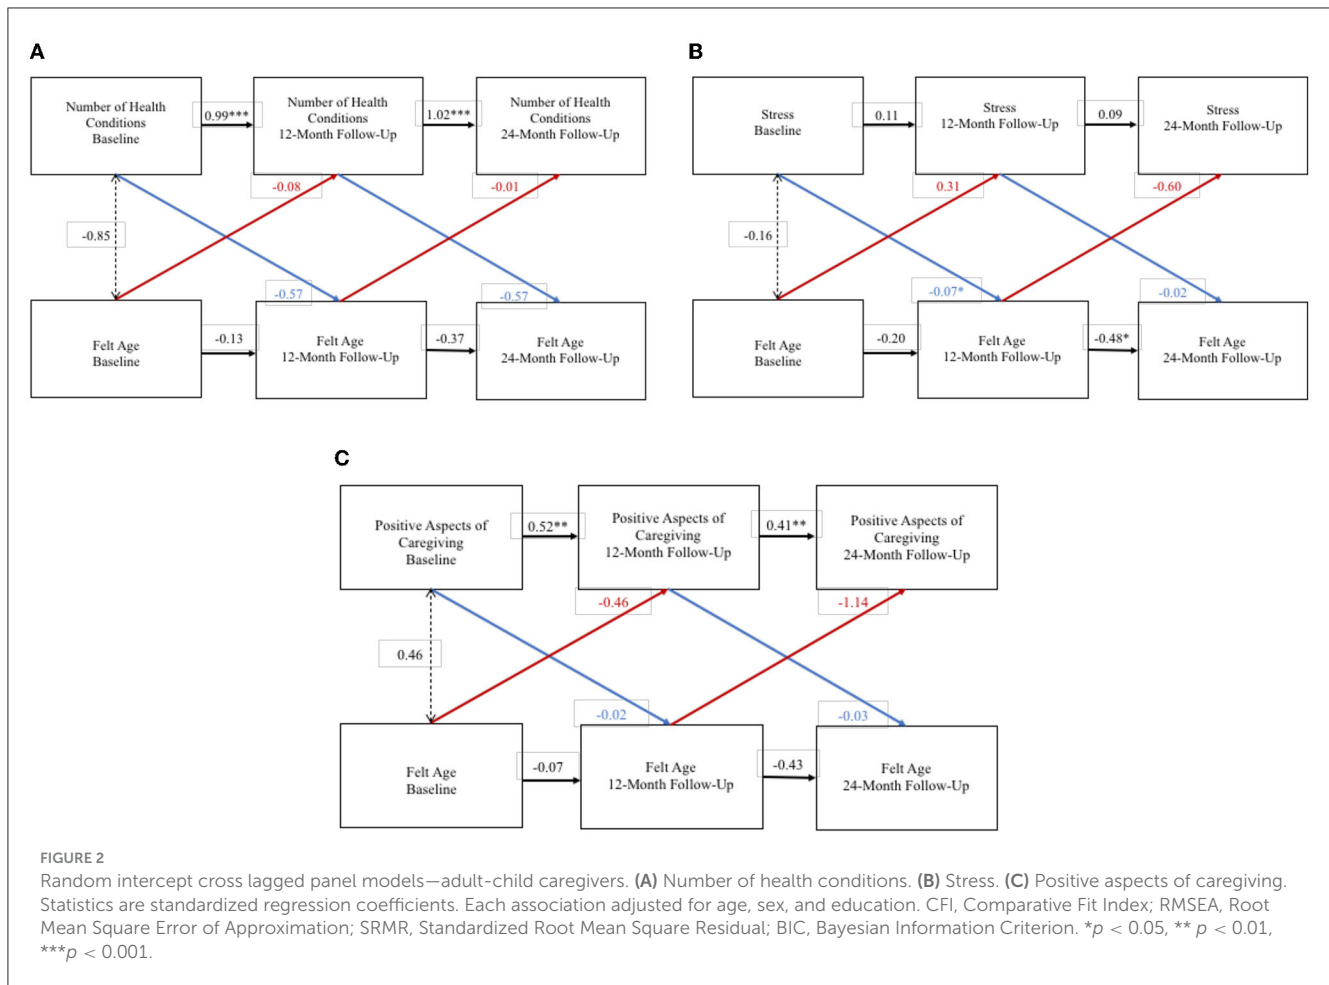 A
Number of Health
Conditions
Baseline
0.99***
Number of Health
Conditions
12-Month Follow-Up
1.02***
Number of Health
Conditions
24-Month Follow-Up
-0.08
-0.01
-0.85
-0.57
-0.57
Felt Age
Baseline
-0.13
Felt Age
12-Month Follow-Up
-0.37
Felt Age
24-Month Follow-Up
B
Stress
Baseline
0.11
Stress
12-Month Follow-Up
0.09
Stress
24-Month Follow-Up
0.31
-0.60
-0.16
-0.07*
-0.02
Felt Age
Baseline
-0.20
Felt Age
12-Month Follow-Up
-0.48*
Felt Age
24-Month Follow-Up
C
Positive Aspects of
Caregiving
Baseline
0.52**
Positive Aspects of
Caregiving
12-Month Follow-Up
0.41**
Positive Aspects of
Caregiving
24-Month Follow-Up
-0.46
-1.14
0.46
-0.02
-0.03
Felt Age
Baseline
-0.07
Felt Age
12-Month Follow-Up
-0.43
Felt Age
24-Month Follow-Up
FIGURE 2
Random intercept cross lagged panel models—adult-child caregivers. (A) Number of health conditions. (B) Stress. (C) Positive aspects of caregiving.
Statistics are standardized regression coefficients. Each association adjusted for age, sex, and education. CFI, Comparative Fit Index; RMSEA, Root
Mean Square Error of Approximation; SRMR, Standardized Root Mean Square Residual; BIC, Bayesian Information Criterion. *p < 0.05, ** p < 0.01,
***p < 0.001.